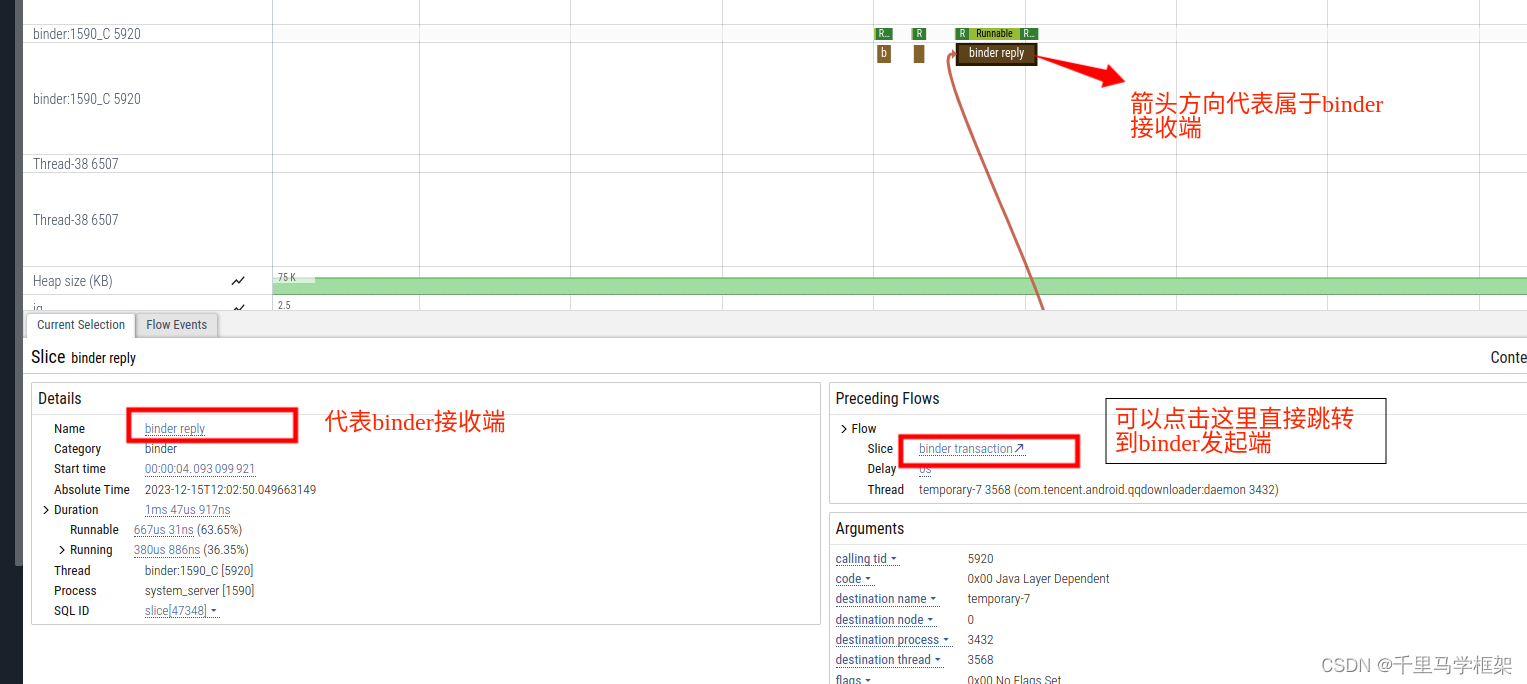 binder:1590_C 5920
R...
R
R
Runnable
R...
b
binder reply
binder:1590_C 5920
箭头方向代表属于binder
接收端
Thread-38 6507
Thread-38 6507
Heap size (KB)
75 K
2.5
Current Selection
Flow Events
Slice binder reply
Conte
Details
Name binder reply
代表binder接收端
Category binder
Start time 00:00:04.093 099 921
Absolute Time 2023-12-15T12:02:50.049663149
Duration 1ms 47us 917ns
Runnable 667us 31ns (63.65%)
Running 380us 886ns (36.35%)
Thread binder:1590_C [5920]
Process system_server [1590]
SQL ID slice[47348]
Preceding Flows
Flow
Slice binder transaction
Delay 0s
Thread temporary-7 3568 (com.tencent.android.qqdownloader:daemon 3432)
可以点击这里直接跳转
到binder发起端
Arguments
calling tid 5920
code 0x00 Java Layer Dependent
destination name temporary-7
destination node 0
destination process 3432
destination thread 3568
flags 0x00 No Flags Set
CSDN @千里马学框架